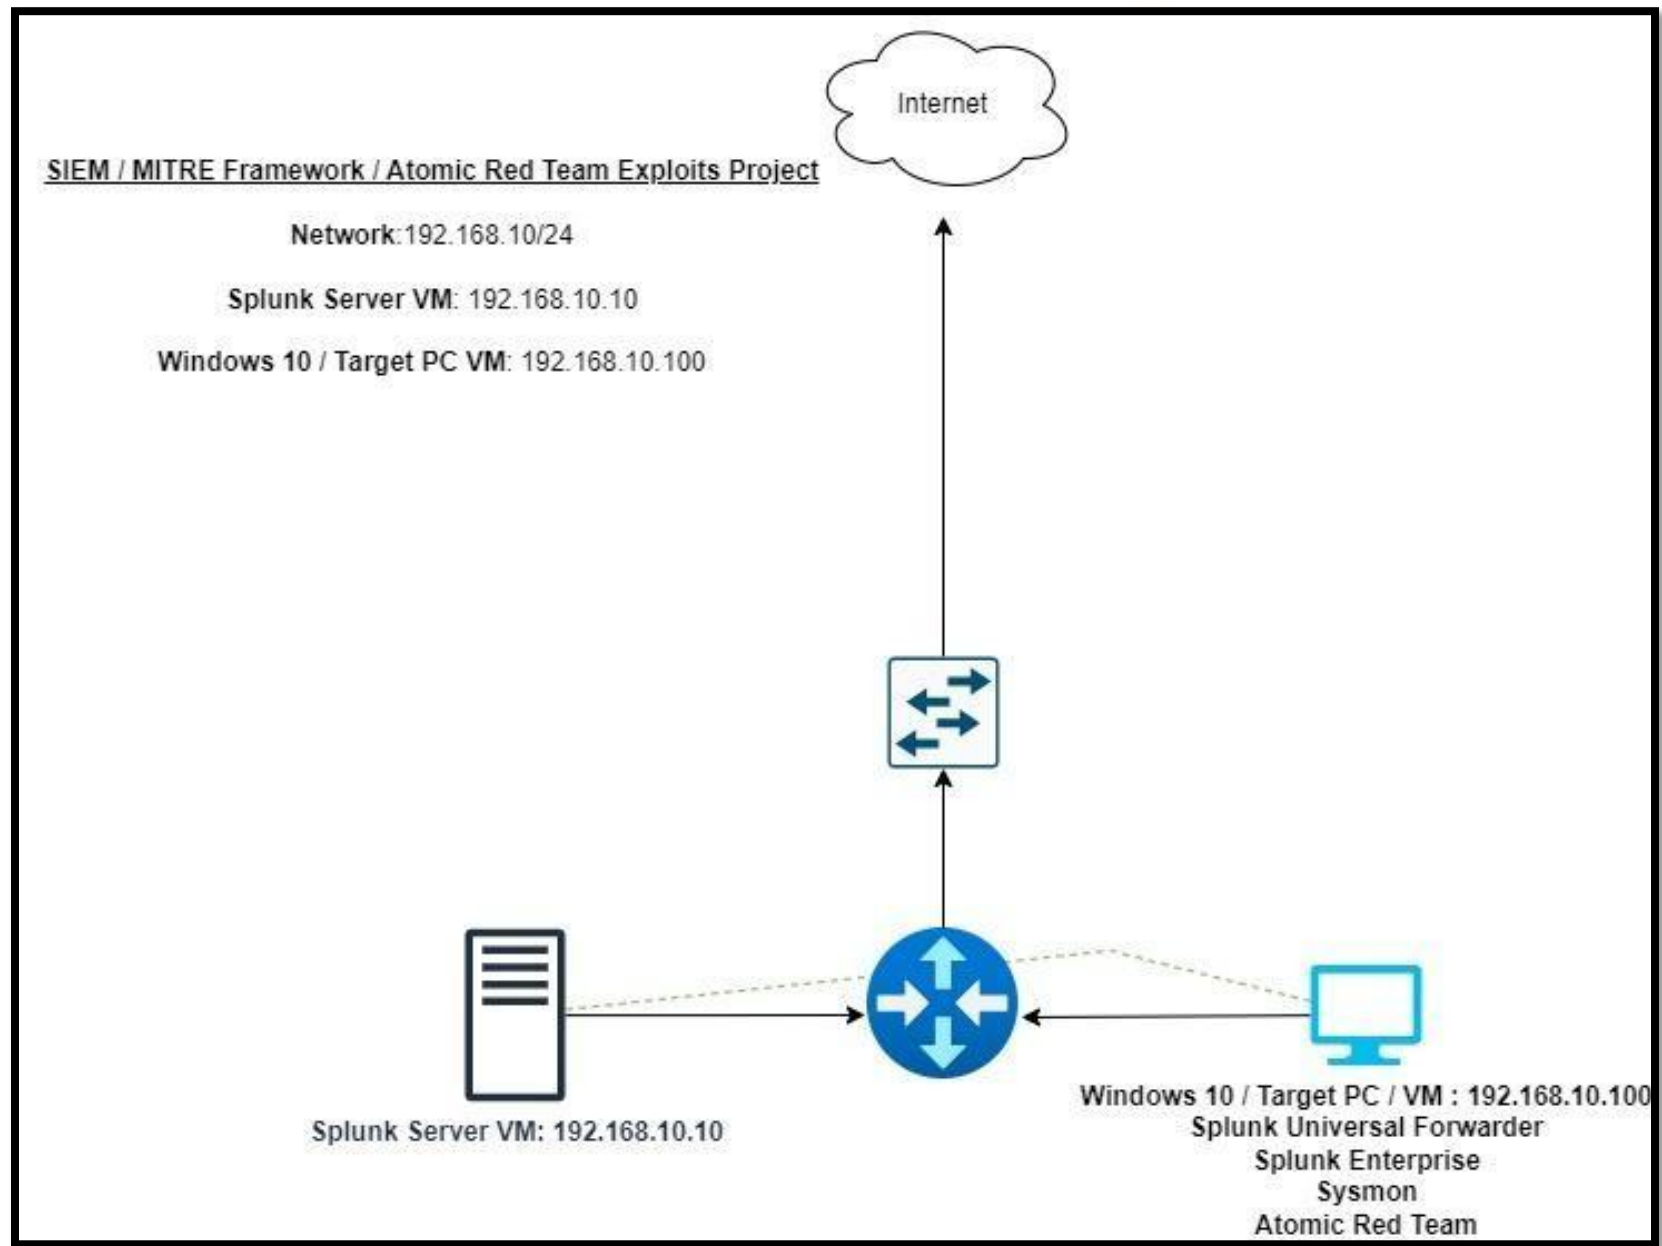 Internet
SIEM / MITRE Framework / Atomic Red Team Exploits Project
Network:192.168.10/24
Splunk Server VM: 192.168.10.10
Windows 10 / Target PC VM: 192.168.10.100
Splunk Server VM: 192.168.10.10
Windows 10 / Target PC / VM : 192.168.10.100
Splunk Universal Forwarder
Splunk Enterprise
Sysmon
Atomic Red Team